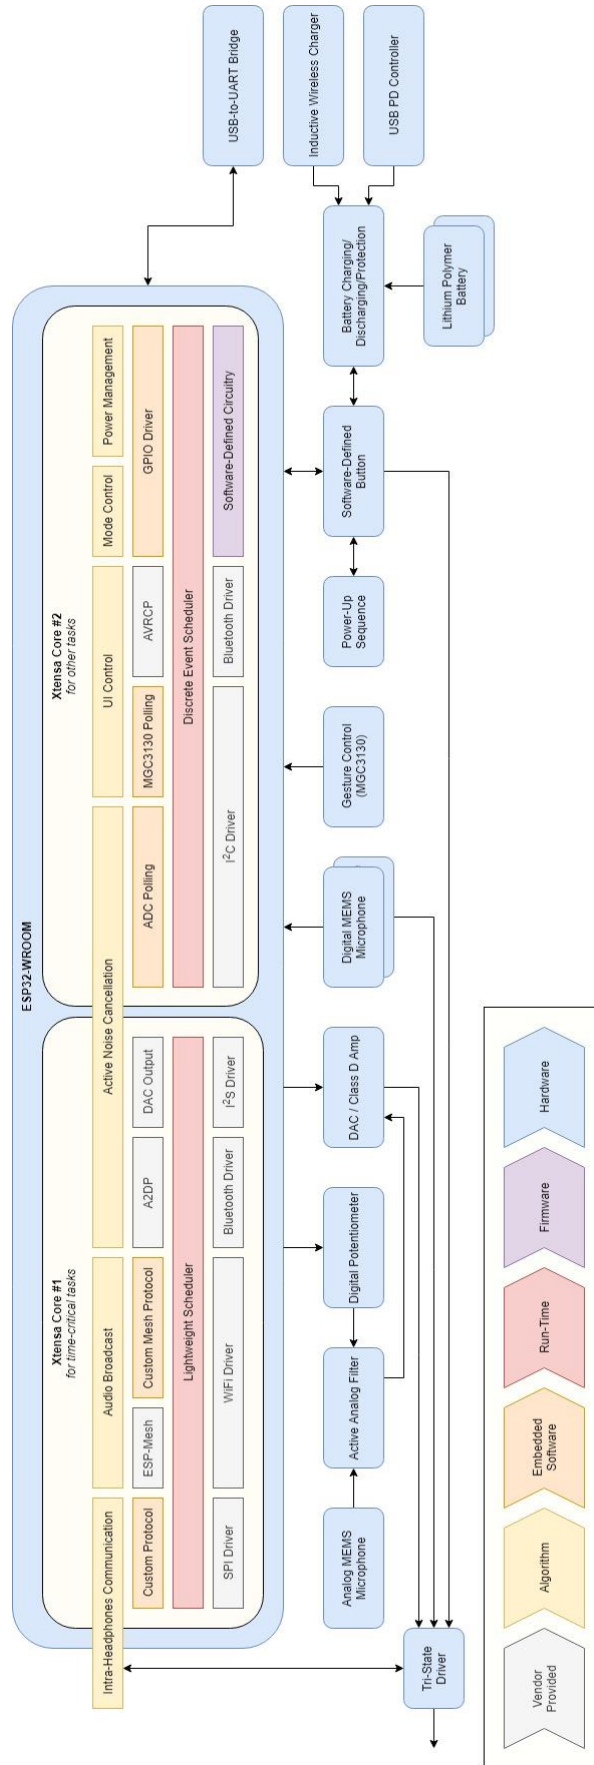 ESP32-WROOM
Xtensa Core #1
for time-critical tasks
Xtensa Core #2
for other tasks
Intra-Headphones Communication
Audio Broadcast
Active Noise Cancellation
UI Control
Mode Control
Power Management
Custom Protocol
ESP-Mesh
Custom Mesh Protocol
A2DP
DAC Output
ADC Polling
MGC3130 Polling
AVRCP
GPIO Driver
Lightweight Scheduler
Discrete Event Scheduler
SPI Driver
WiFi Driver
Bluetooth Driver
I²S Driver
I²C Driver
Bluetooth Driver
Software-Defined Circuitry
USB-to-UART Bridge
Inductive Wireless Charger
USB PD Controller
Analog MEMS
Microphone
Active Analog Filter
Digital Potentiometer
DAC / Class D Amp
Digital MEMS
Microphone
Gesture Control
(MGC3130)
Power-Up
Sequence
Software-Defined
Button
Battery Charging/
Discharging/Protection
Lithium Polymer
Battery
Tri-State
Driver
Vendor
Provided
Algorithm
Embedded
Software
Run-Time
Firmware
Hardware